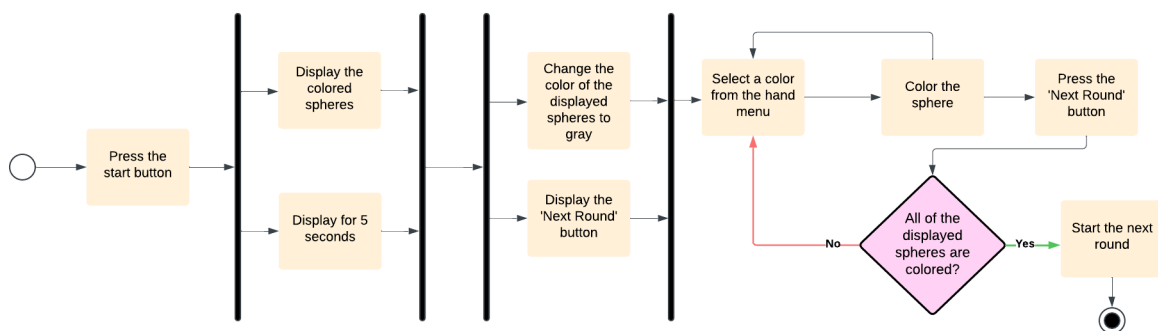 Press the
start button
Display the
colored
spheres
Display for 5
seconds
Change the
color of the
displayed
spheres to
gray
Display the
'Next Round'
button
Select a color
from the hand
menu
Color the
sphere
Press the
'Next Round'
button
All of the
displayed
spheres are
colored?
No
Yes
Start the next
round